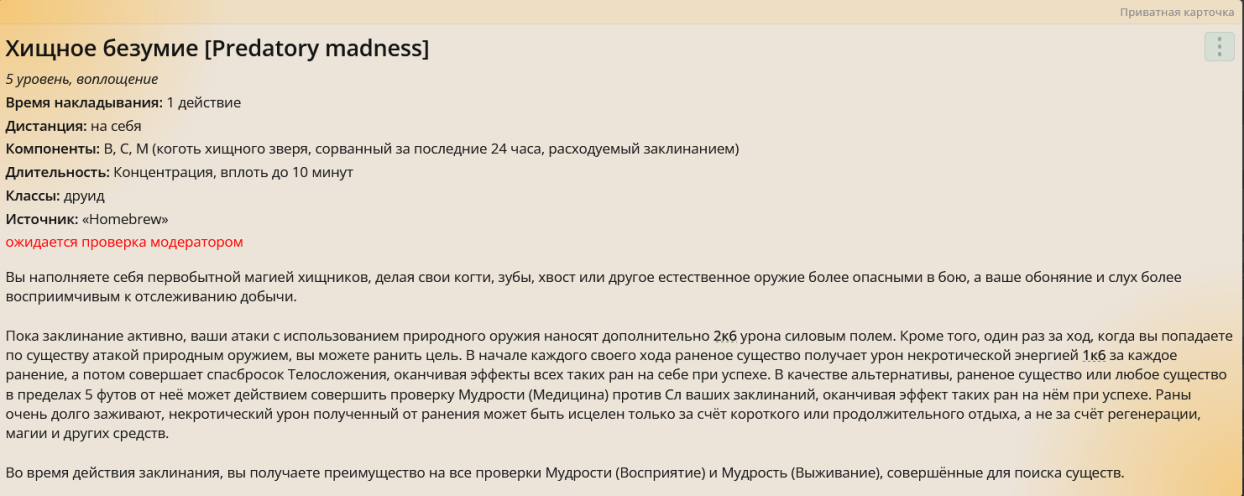 Приватная карточка
Хищное безумие [Predatory madness]
5 уровень, воплощение
Время накладывания: 1 действие
Дистанция: на себя
Компоненты: В, С, М (коготь хищного зверя, сорванный за последние 24 часа, расходуемый заклинанием)
Длительность: Концентрация, вплоть до 10 минут
Классы: друид
Источник: «Homebrew»
ожидается проверка модератором
Вы наполняете себя первобытной магией хищников, делая свои когти, зубы, хвост или другое естественное оружие более опасными в бою, а ваше обоняние и слух более
восприимчивым к отслеживанию добычи.
Пока заклинание активно, ваши атаки с использованием природного оружия наносят дополнительно 2к6 урона силовым полем. Кроме того, один раз за ход, когда вы попадаете
по существу атакой природным оружием, вы можете ранить цель. В начале каждого своего хода раненое существо получает урон некротической энергией 1к6 за каждое
ранение, а потом совершает спасбросок Телосложения, оканчивая эффекты всех таких ран на себе при успехе. В качестве альтернативы, раненое существо или любое существо
в пределах 5 футов от неё может действием совершить проверку Мудрости (Медицина) против Сл ваших заклинаний, оканчивая эффект таких ран на нём при успехе. Раны
очень долго заживают, некротический урон полученный от ранения может быть исцелен только за счёт короткого или продолжительного отдыха, а не за счёт регенерации,
магии и других средств.
Во время действия заклинания, вы получаете преимущество на все проверки Мудрости (Восприятие) и Мудрость (Выживание), совершённые для поиска существ.